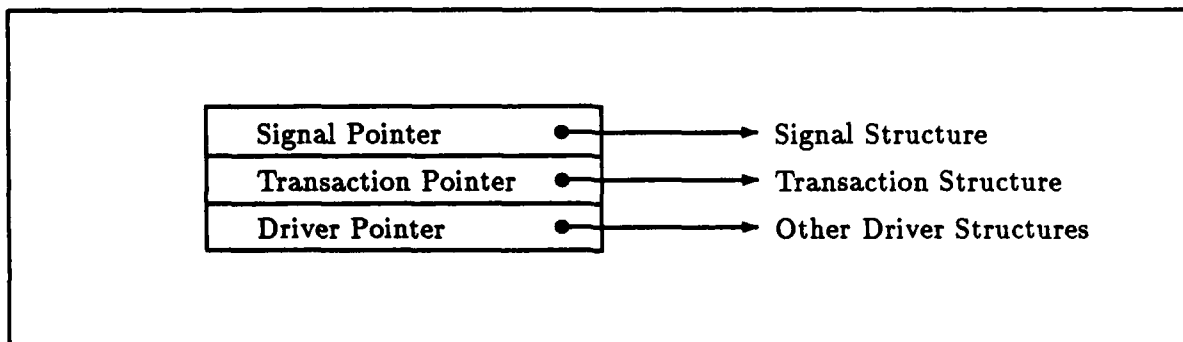 Signal Pointer Signal Structure
Transaction Pointer Transaction Structure
Driver Pointer Other Driver Structures